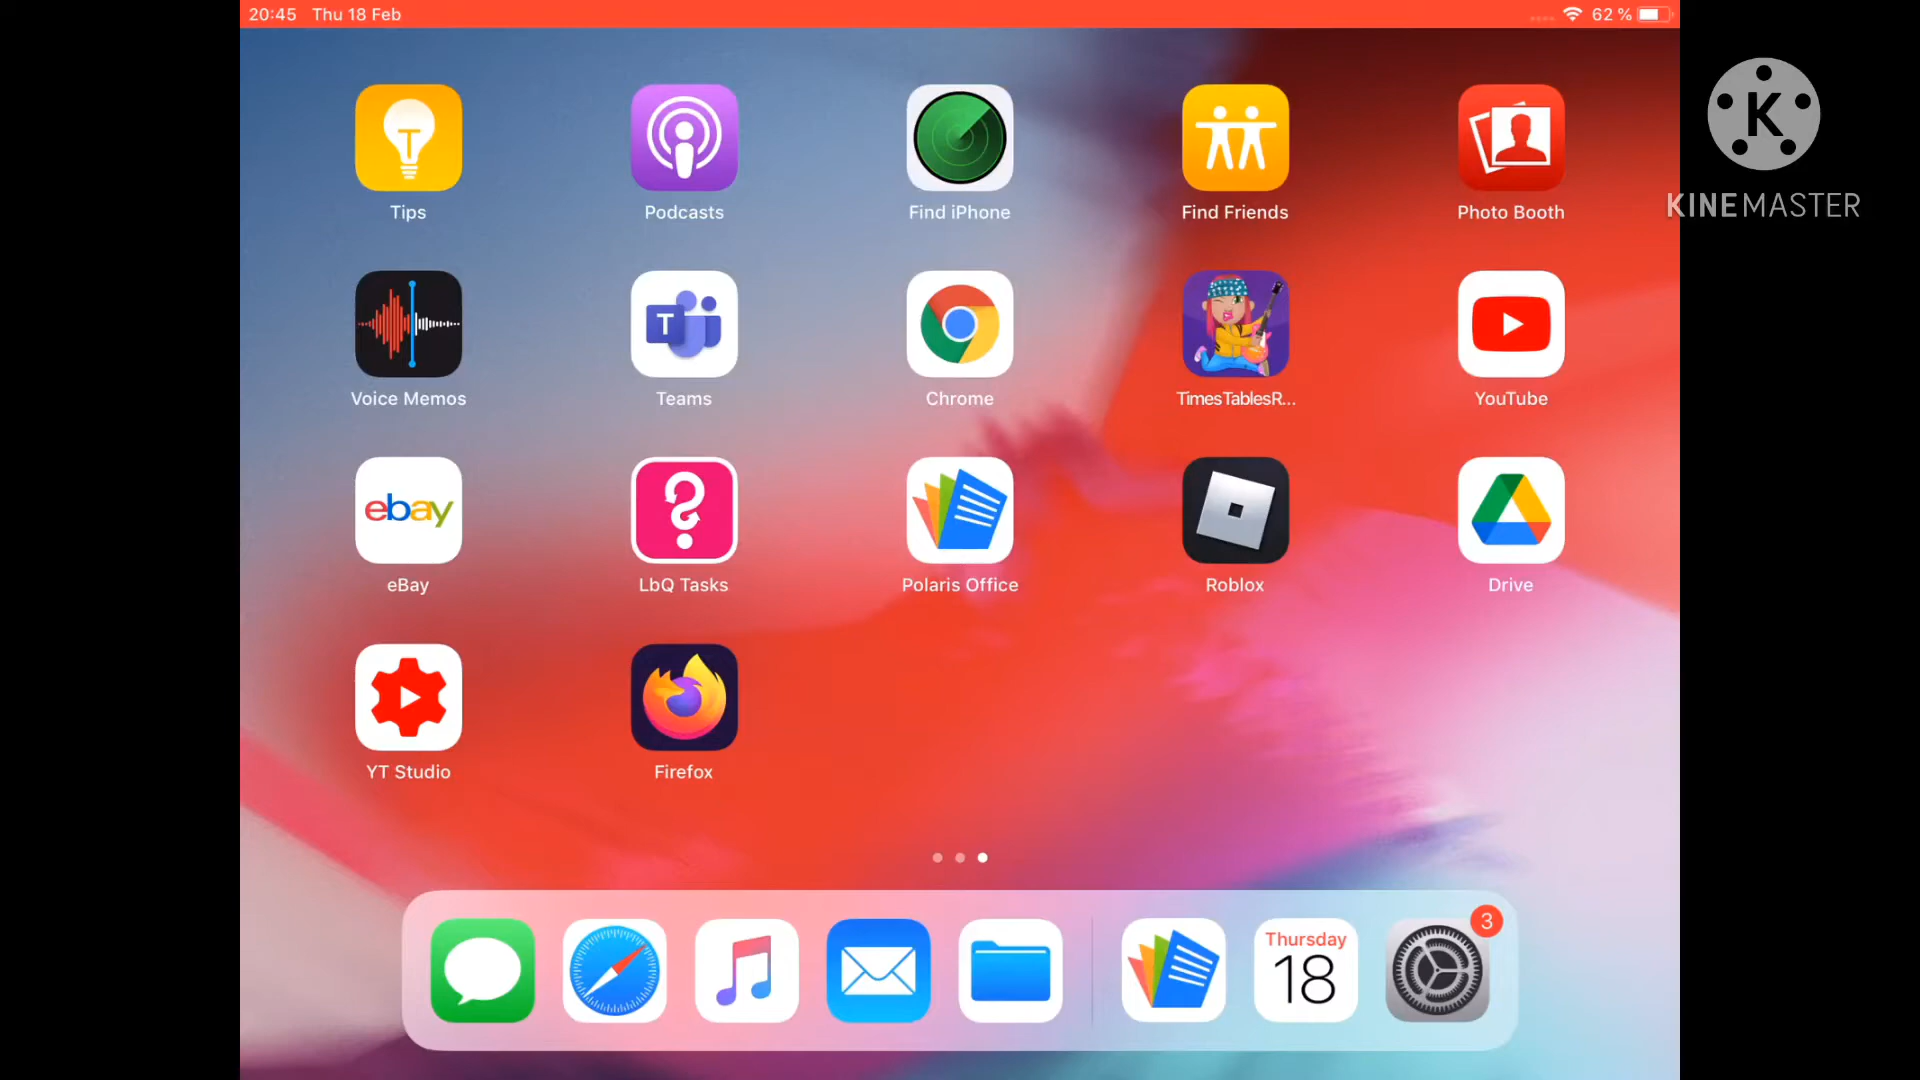 20:45 Thu 18 Feb 62 %
K
KINEMASTER
T
Tips Podcasts Find iPhone Find Friends Photo Booth
T
Voice Memos Teams Chrome TimesTablesR... YouTube
ebay
eBay LbQ Tasks Polaris Office Roblox Drive
YT Studio Firefox
3
Thursday
18